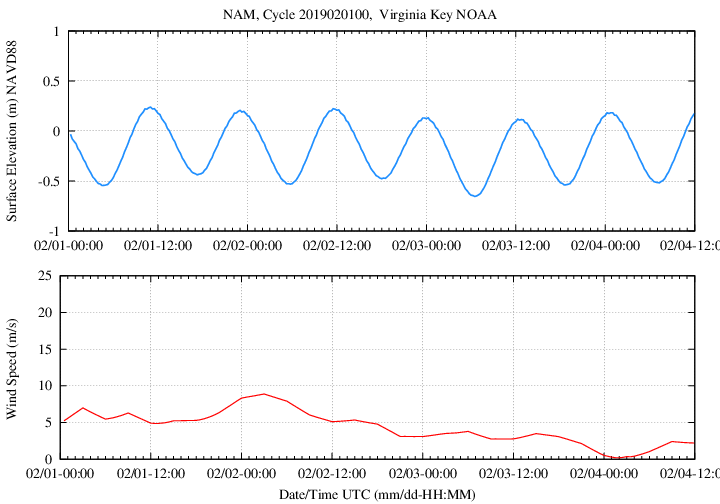 NAM, Cycle 2019020100,  Virginia Key NOAA
Surface Elevation (m) NAVD88
1
0.5
0
-0.5
-1
02/01-00:00 02/01-12:00 02/02-00:00 02/02-12:00 02/03-00:00 02/03-12:00 02/04-00:00 02/04-12:
Wind Speed (m/s)
25
20
15
10
5
0
02/01-00:00 02/01-12:00 02/02-00:00 02/02-12:00 02/03-00:00 02/03-12:00 02/04-00:00 02/04-12:
Date/Time UTC (mm/dd-HH:MM)